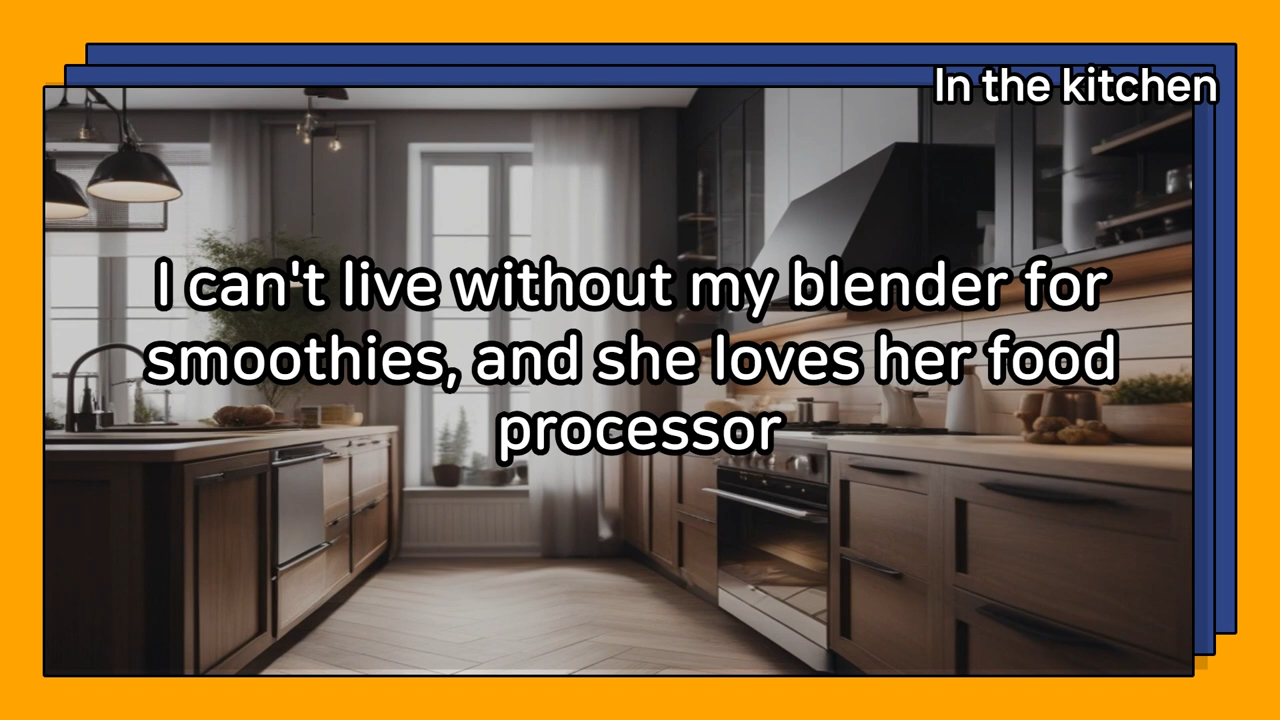 In the kitchen
I can't live without my blender for
smoothies, and she loves her food
processor